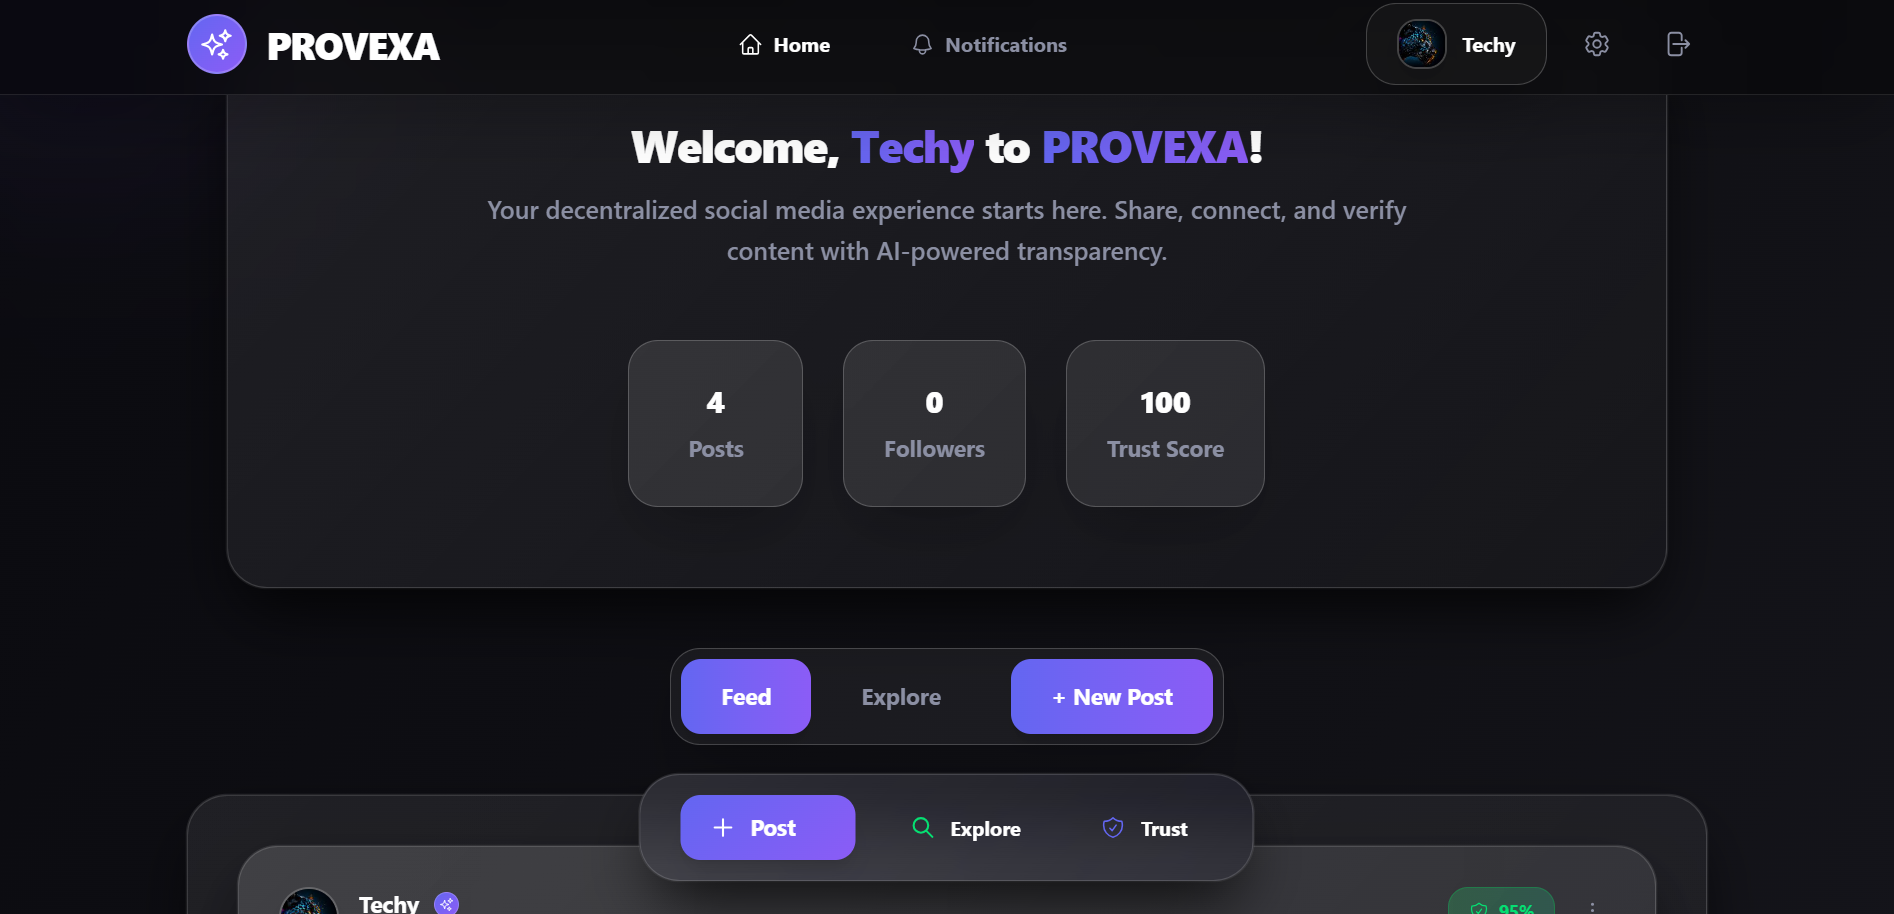 PROVEXA
Home
Notifications
Techy
Welcome, Techy to PROVEXA!
Your decentralized social media experience starts here. Share, connect, and verify
content with AI-powered transparency.
4
Posts
0
Followers
100
Trust Score
Feed
Explore
+ New Post
Post
Explore
Trust
Techy
95%